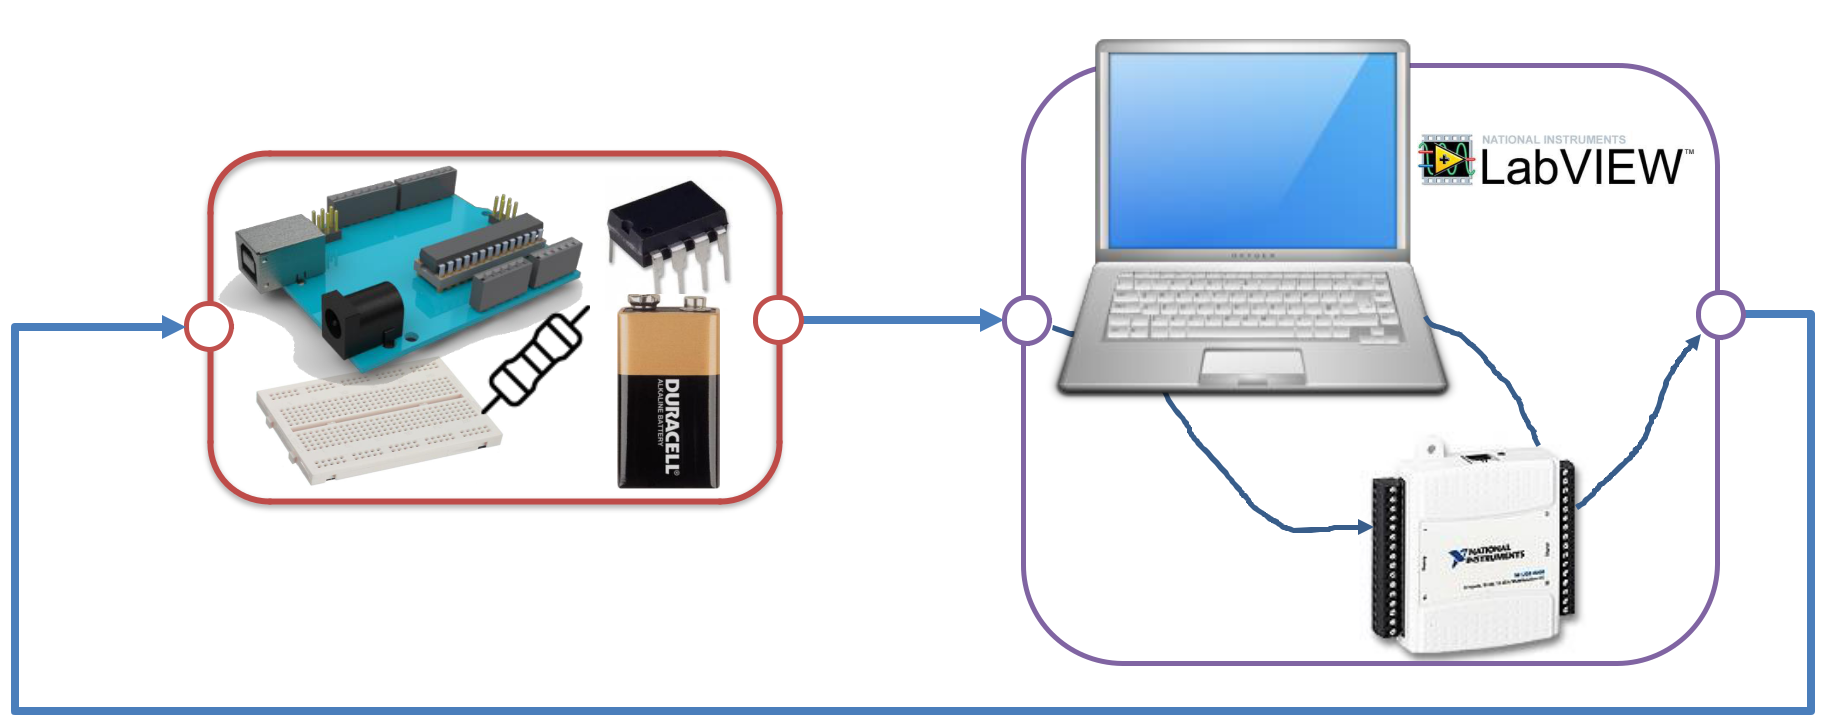 NATIONAL INSTRUMENTS
LabVIEW™
DURACELL®
ALKALINE BATTERY
NATIONAL
INSTRUMENTS